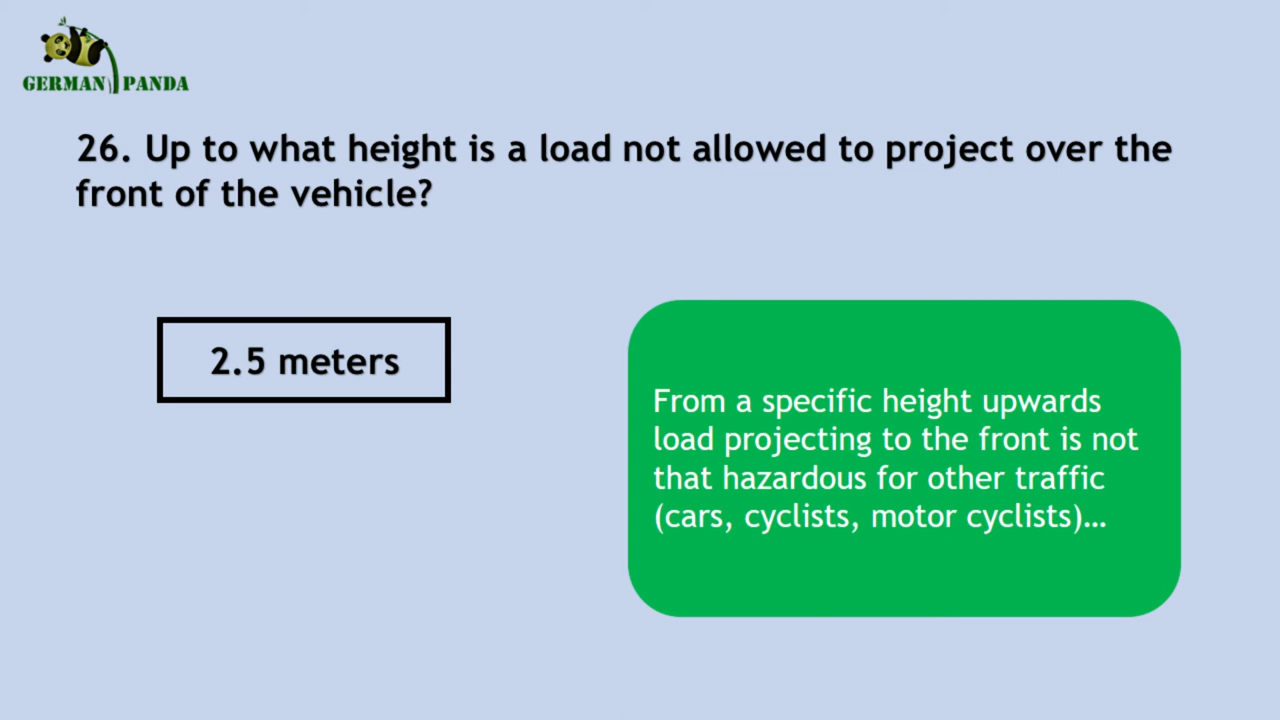 GERMAN PANDA
26. Up to what height is a load not allowed to project over the
front of the vehicle?
2.5 meters
From a specific height upwards
load projecting to the front is not
that hazardous for other traffic
(cars, cyclists, motor cyclists)…